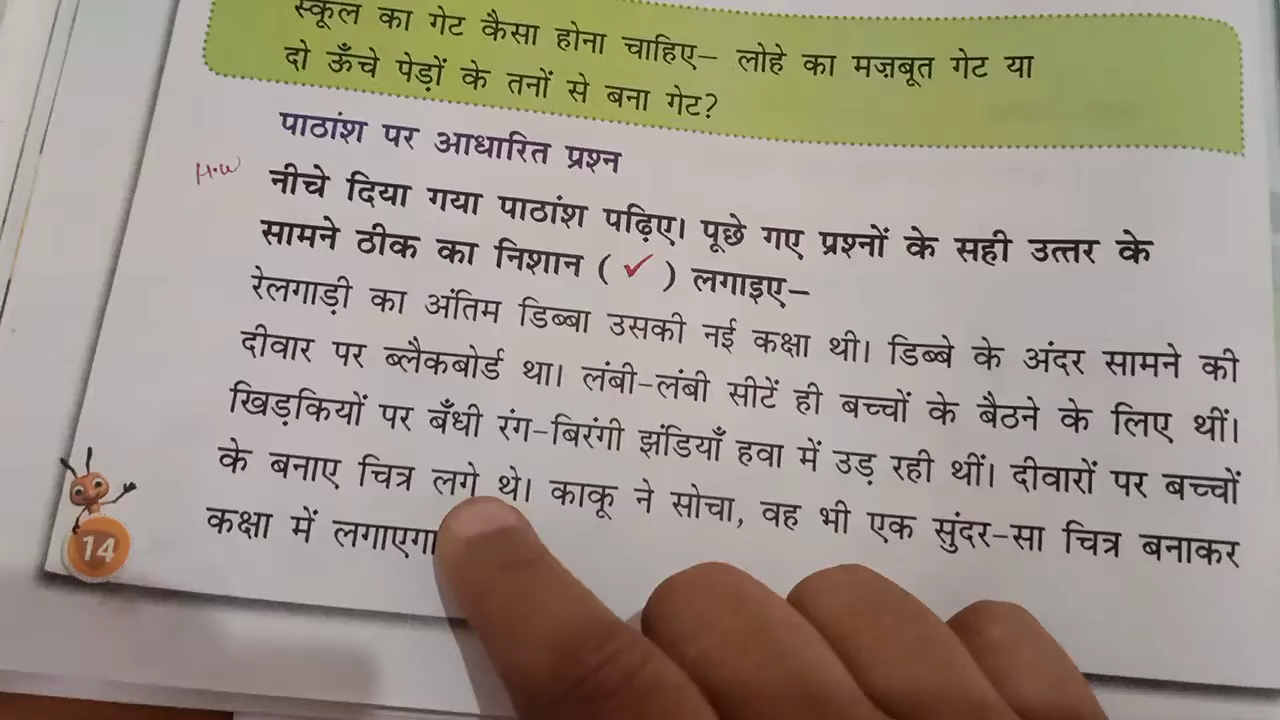 स्कूल का गेट कैसा होना चाहिए– लोहे का मज़बूत गेट या
दो ऊँचे पेड़ों के तनों से बना गेट?
पाठांश पर आधारित प्रश्न
H.W
नीचे दिया गया पाठांश पढ़िए। पूछे गए प्रश्नों के सही उत्तर के
सामने ठीक का निशान ( ✓ ) लगाइए–
रेलगाड़ी का अंतिम डिब्बा उसकी नई कक्षा थी। डिब्बे के अंदर सामने की
दीवार पर ब्लैकबोर्ड था। लंबी-लंबी सीटें ही बच्चों के बैठने के लिए थीं।
खिड़कियों पर बँधी रंग-बिरंगी झंडियाँ हवा में उड़ रही थीं। दीवारों पर बच्चों
के बनाए चित्र लगे थे। काकू ने सोचा, वह भी एक सुंदर-सा चित्र बनाकर
कक्षा में लगाएगा
14